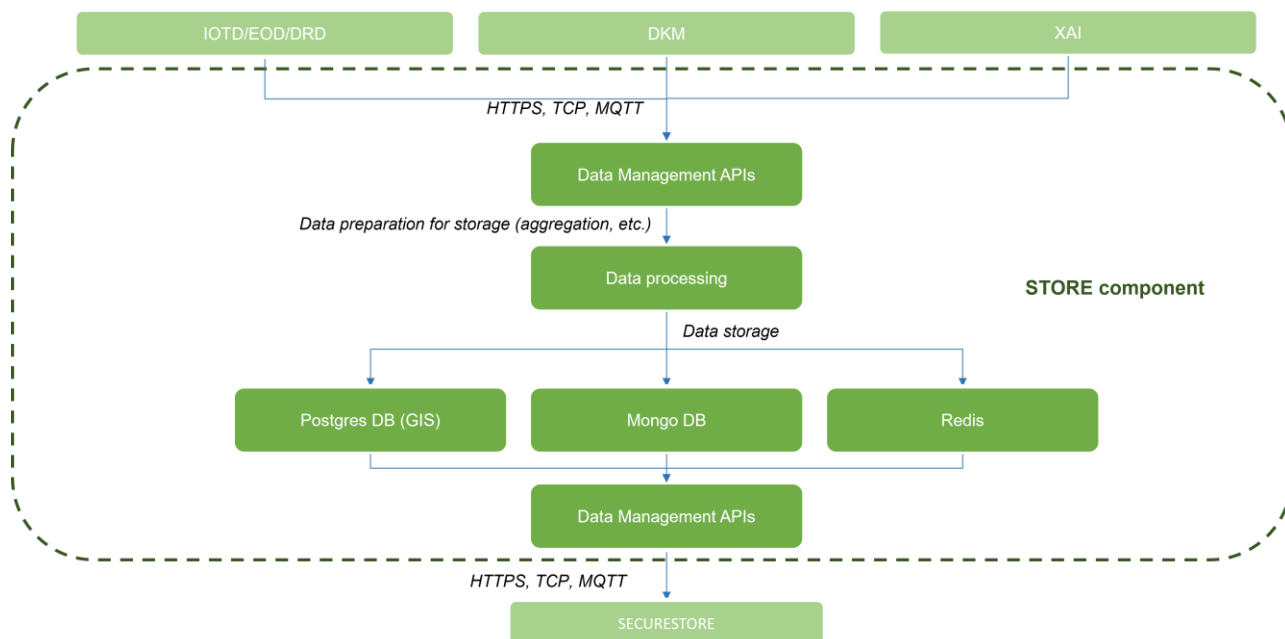 IOTD/EOD/DRD
DKM
XAI
HTTPS, TCP, MQTT
Data Management APIs
Data preparation for storage (aggregation, etc.)
Data processing
STORE component
Data storage
Postgres DB (GIS)
Mongo DB
Redis
Data Management APIs
HTTPS, TCP, MQTT
SECURESTORE